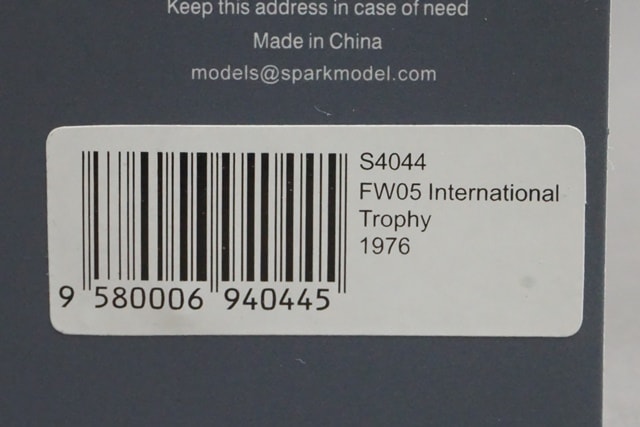 Keep this address in case of need
Made in China
models@sparkmodel.com
S4044
FW05 International
Trophy
1976
9 580006 940445